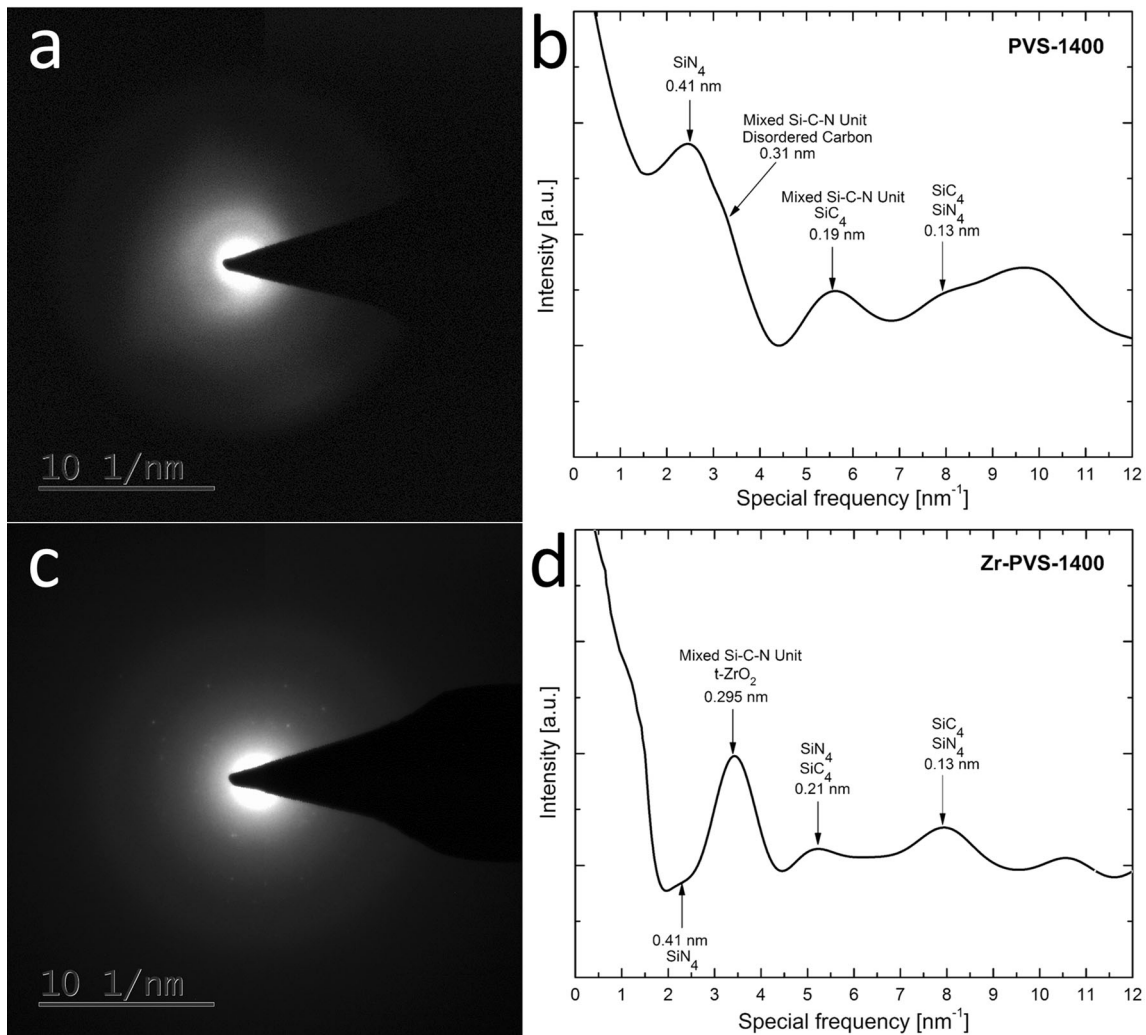 a
10 1/nm
b
PVS-1400
SiN4
0.41 nm
Mixed Si-C-N Unit
Disordered Carbon
0.31 nm
Mixed Si-C-N Unit
SiC4
0.19 nm
SiC4
SiN4
0.13 nm
Intensity [a.u.]
0 1 2 3 4 5 6 7 8 9 10 11 12
Special frequency [nm-1]
c
10 1/nm
d
Zr-PVS-1400
Mixed Si-C-N Unit
t-ZrO2
0.295 nm
SiN4
SiC4
0.21 nm
SiC4
SiN4
0.13 nm
0.41 nm
SiN4
Intensity [a.u.]
0 1 2 3 4 5 6 7 8 9 10 11 12
Special frequency [nm-1]